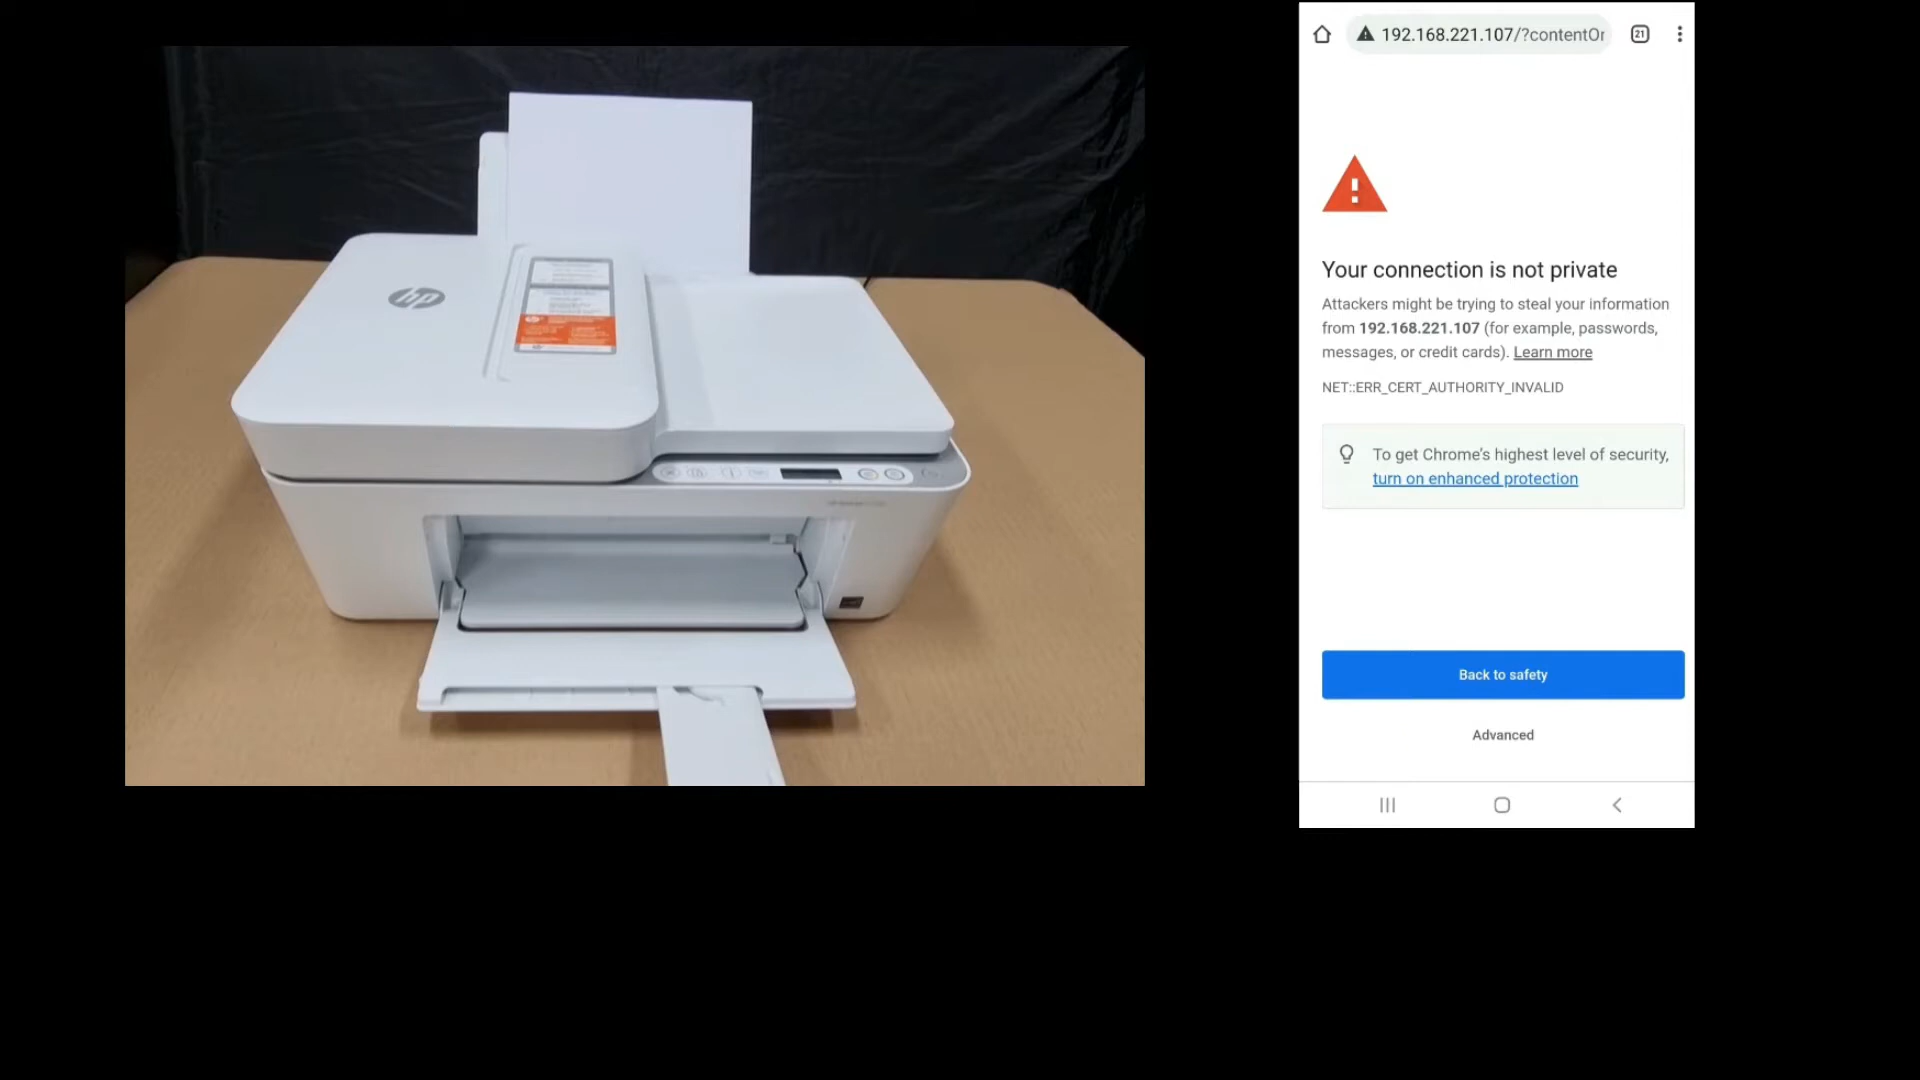 hp
192.168.221.107/?contentOr
21
Your connection is not private
Attackers might be trying to steal your information
from 192.168.221.107 (for example, passwords,
messages, or credit cards). Learn more
NET::ERR_CERT_AUTHORITY_INVALID
To get Chrome's highest level of security,
turn on enhanced protection
Back to safety
Advanced